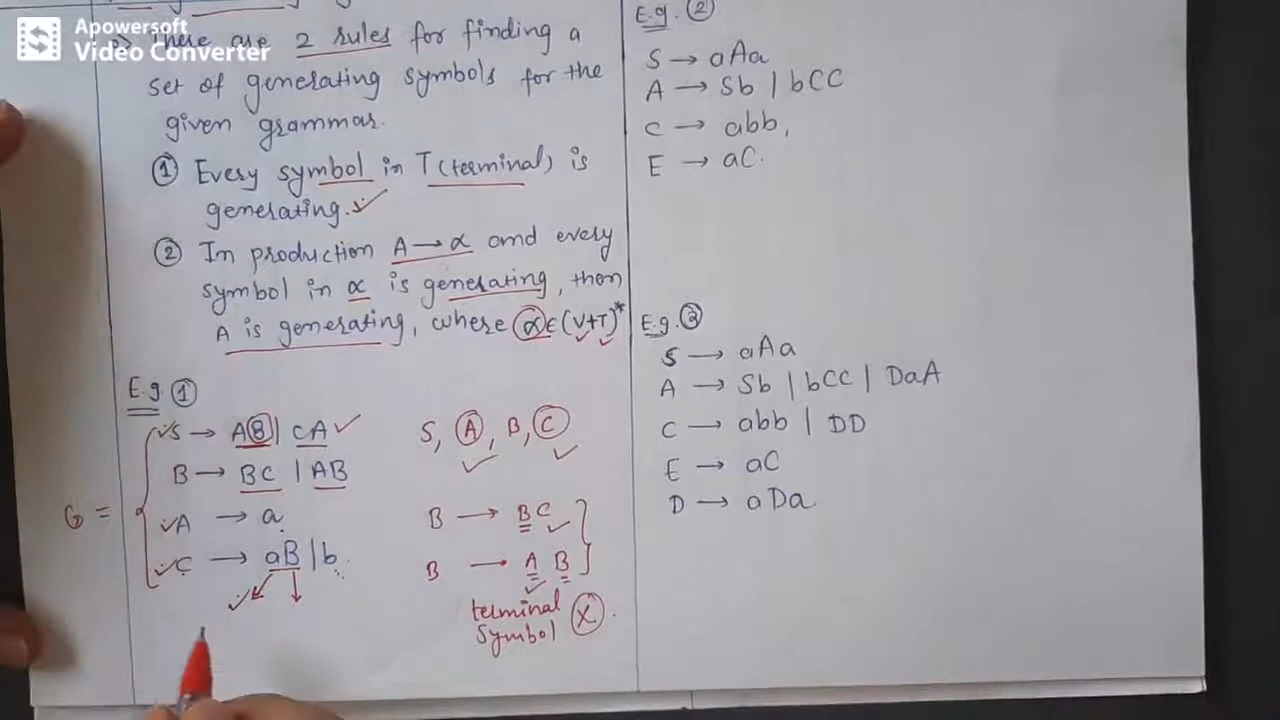 Apowersoft
Video Converter
There are 2 rules for finding a
set of generating symbols for the
given grammar.
① Every symbol in T (terminal) is
generating.
② In production A → α and every
symbol in α is generating, then
A is generating, where α ∈ (V+T)*
E.g. ①
G =
S → AB | CA
B → BC | AB
A → a
C → aB | b
S, A, B, C
B → BC
B → A B
terminal
symbol X.
E.g. ②
S → aAa
A → Sb | bCC
C → abb,
E → aC.
E.g. ③
S → aAa
A → Sb | bCC | DaA
C → abb | DD
E → aC
D → aDa